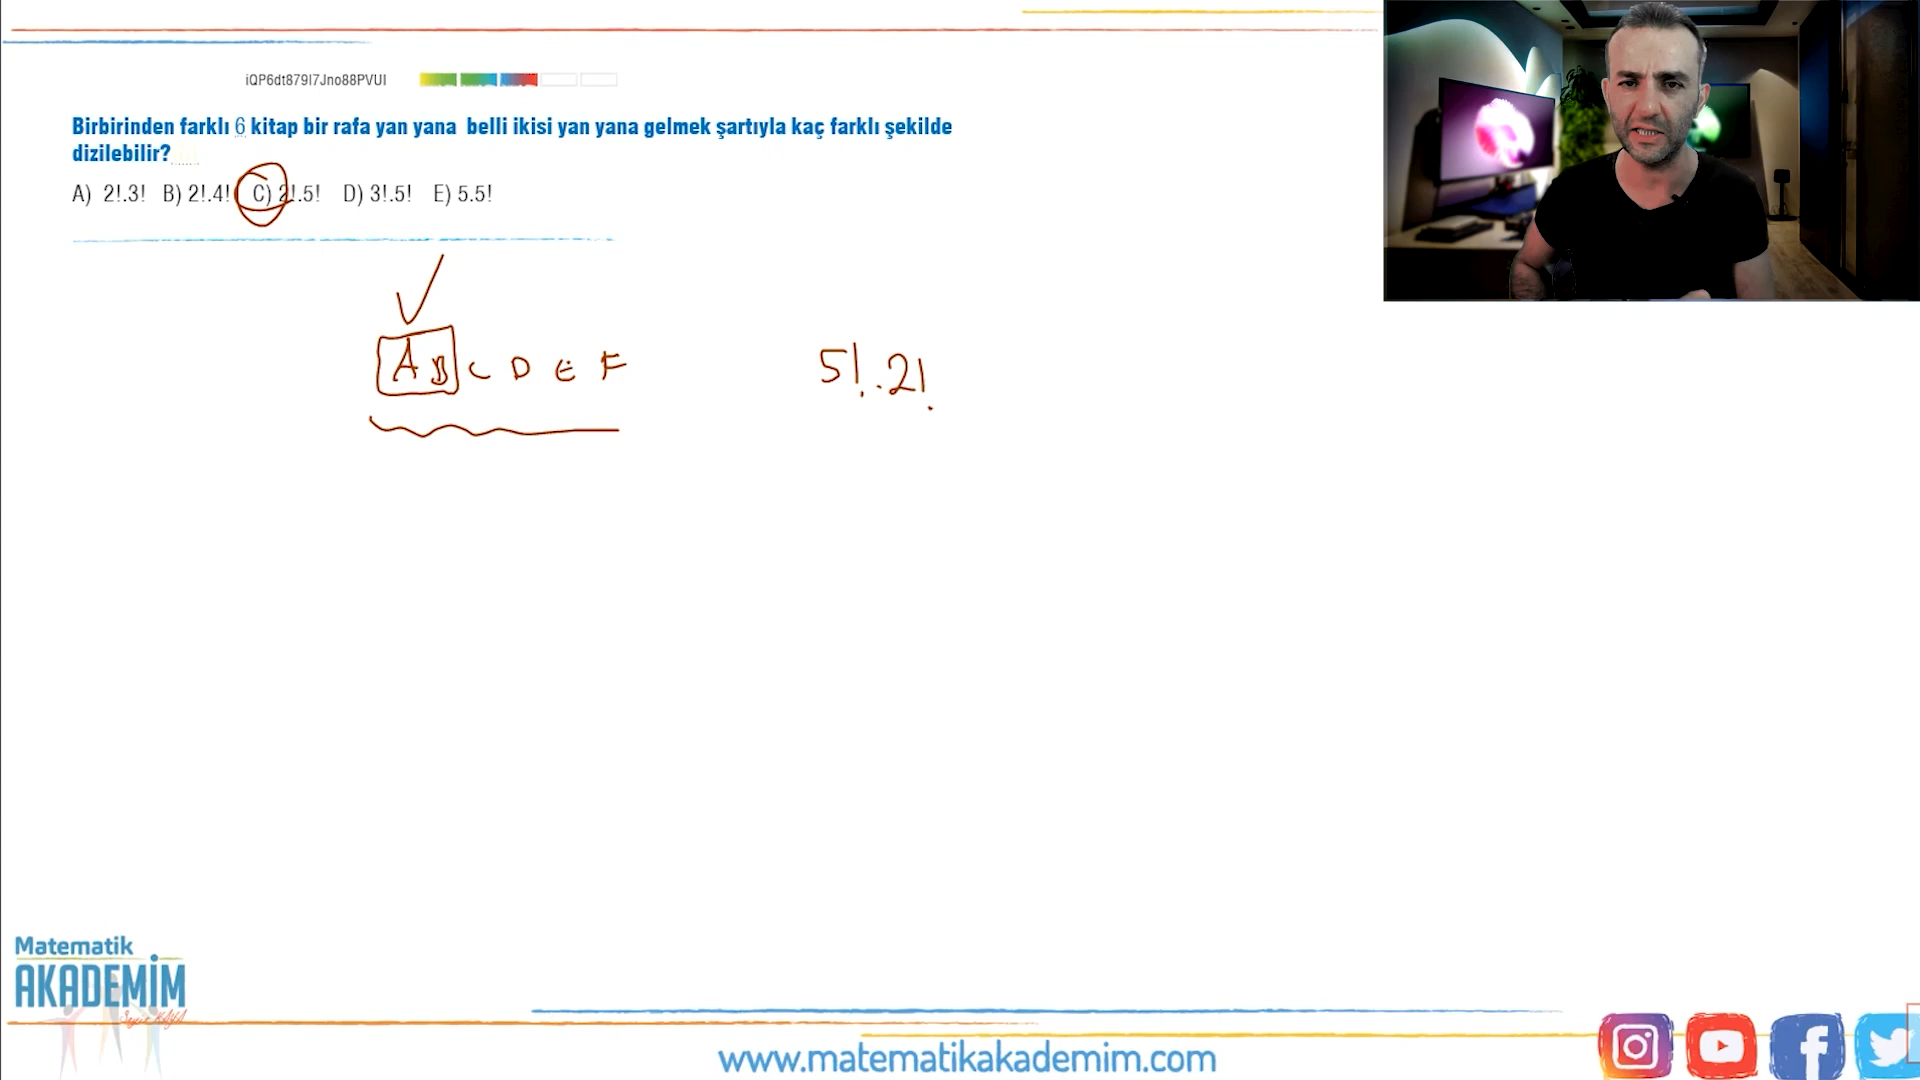 iQP6dt879I7Jno88PVUI
Birbirinden farklı 6 kitap bir rafa yan yana belli ikisi yan yana gelmek şartıyla kaç farklı şekilde
dizilebilir?
A) 2!.3! B) 2!.4! C) 2!.5! D) 3!.5! E) 5.5!
A B C D E F
5! . 2!
Matematik
AKADEMİM
www.matematikakademim.com